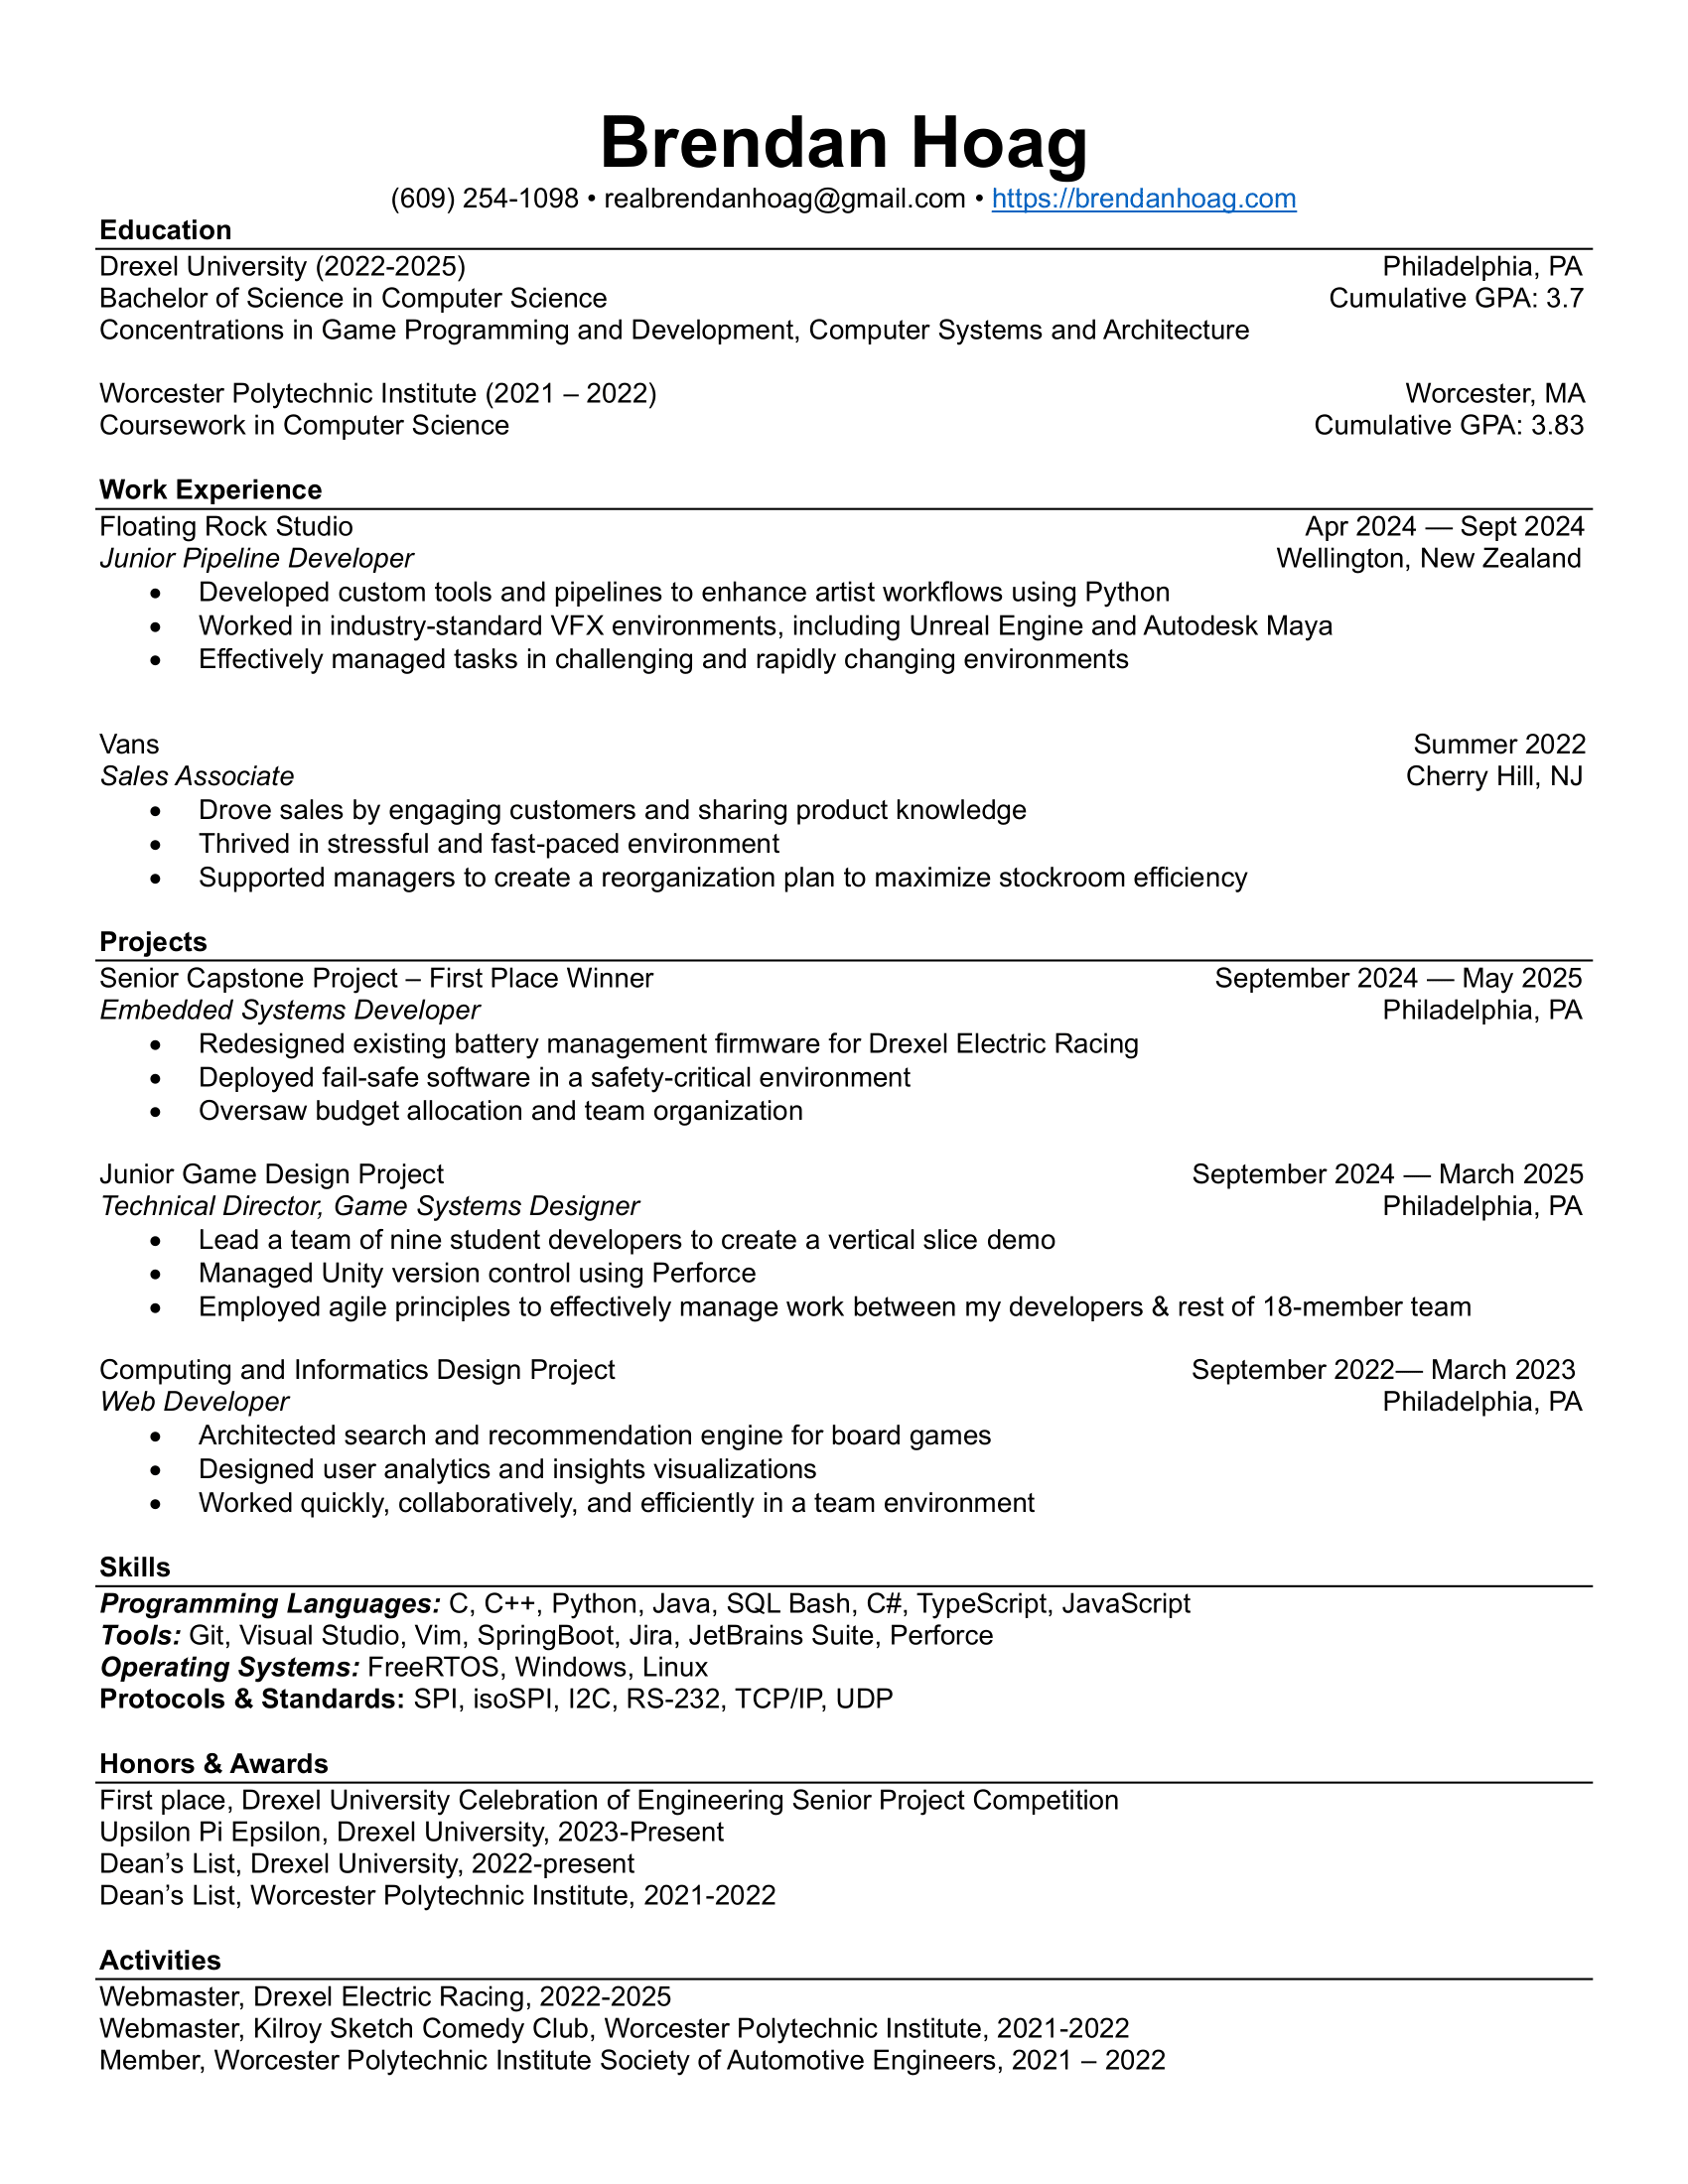 Brendan Hoag
(609) 254-1098 • realbrendanhoag@gmail.com • https://brendanhoag.com
Education
Drexel University (2022-2025) Philadelphia, PA
Bachelor of Science in Computer Science Cumulative GPA: 3.7
Concentrations in Game Programming and Development, Computer Systems and Architecture
Worcester Polytechnic Institute (2021 – 2022) Worcester, MA
Coursework in Computer Science Cumulative GPA: 3.83
Work Experience
Floating Rock Studio Apr 2024 — Sept 2024
Junior Pipeline Developer Wellington, New Zealand
• Developed custom tools and pipelines to enhance artist workflows using Python
• Worked in industry-standard VFX environments, including Unreal Engine and Autodesk Maya
• Effectively managed tasks in challenging and rapidly changing environments
Vans Summer 2022
Sales Associate Cherry Hill, NJ
• Drove sales by engaging customers and sharing product knowledge
• Thrived in stressful and fast-paced environment
• Supported managers to create a reorganization plan to maximize stockroom efficiency
Projects
Senior Capstone Project – First Place Winner September 2024 — May 2025
Embedded Systems Developer Philadelphia, PA
• Redesigned existing battery management firmware for Drexel Electric Racing
• Deployed fail-safe software in a safety-critical environment
• Oversaw budget allocation and team organization
Junior Game Design Project September 2024 — March 2025
Technical Director, Game Systems Designer Philadelphia, PA
• Lead a team of nine student developers to create a vertical slice demo
• Managed Unity version control using Perforce
• Employed agile principles to effectively manage work between my developers & rest of 18-member team
Computing and Informatics Design Project September 2022— March 2023
Web Developer Philadelphia, PA
• Architected search and recommendation engine for board games
• Designed user analytics and insights visualizations
• Worked quickly, collaboratively, and efficiently in a team environment
Skills
Programming Languages: C, C++, Python, Java, SQL Bash, C#, TypeScript, JavaScript
Tools: Git, Visual Studio, Vim, SpringBoot, Jira, JetBrains Suite, Perforce
Operating Systems: FreeRTOS, Windows, Linux
Protocols & Standards: SPI, isoSPI, I2C, RS-232, TCP/IP, UDP
Honors & Awards
First place, Drexel University Celebration of Engineering Senior Project Competition
Upsilon Pi Epsilon, Drexel University, 2023-Present
Dean’s List, Drexel University, 2022-present
Dean’s List, Worcester Polytechnic Institute, 2021-2022
Activities
Webmaster, Drexel Electric Racing, 2022-2025
Webmaster, Kilroy Sketch Comedy Club, Worcester Polytechnic Institute, 2021-2022
Member, Worcester Polytechnic Institute Society of Automotive Engineers, 2021 – 2022